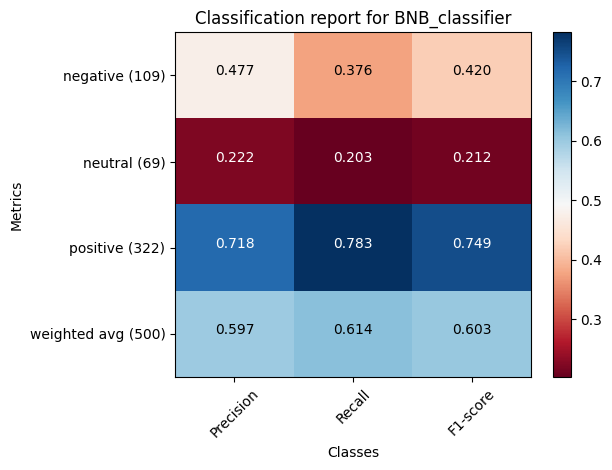 Classification report for BNB_classifier
negative (109) 0.477 0.376 0.420
neutral (69) 0.222 0.203 0.212
positive (322) 0.718 0.783 0.749
weighted avg (500) 0.597 0.614 0.603
Precision Recall F1-score
Classes
Metrics
0.7
0.6
0.5
0.4
0.3